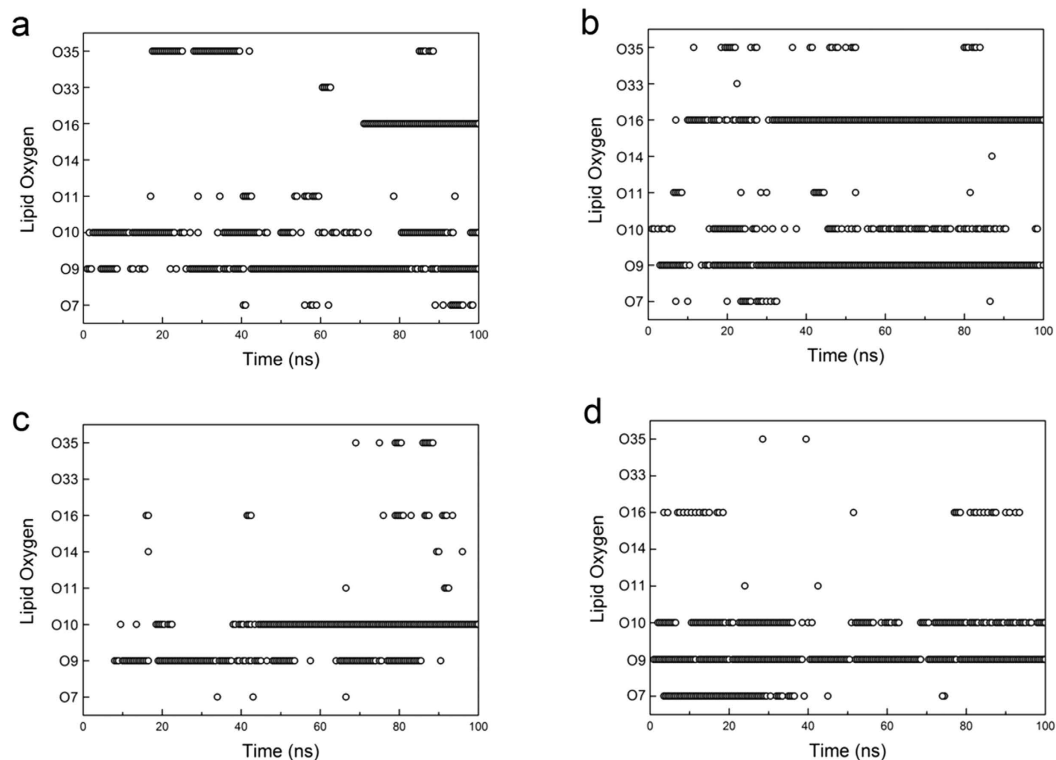 a
Lipid Oxygen
O35
O33
O16
O14
O11
O10
O9
O7
0 20 40 60 80 100
Time (ns)
b
Lipid Oxygen
O35
O33
O16
O14
O11
O10
O9
O7
0 20 40 60 80 100
Time (ns)
c
Lipid Oxygen
O35
O33
O16
O14
O11
O10
O9
O7
0 20 40 60 80 100
Time (ns)
d
Lipid Oxygen
O35
O33
O16
O14
O11
O10
O9
O7
0 20 40 60 80 100
Time (ns)